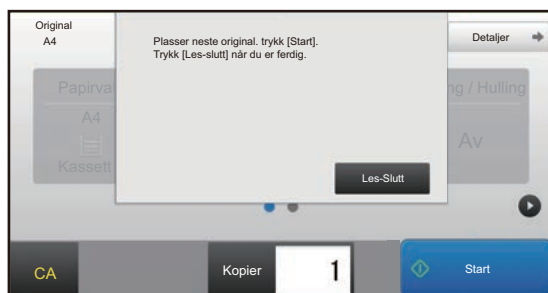 Original
A4
Plasser neste original. trykk [Start].
Trykk [Les-slutt] når du er ferdig.
Detaljer
Papirva
ng / Hulling
A4
Av
Kassett
Les-Slutt
CA
Kopier
1
Start